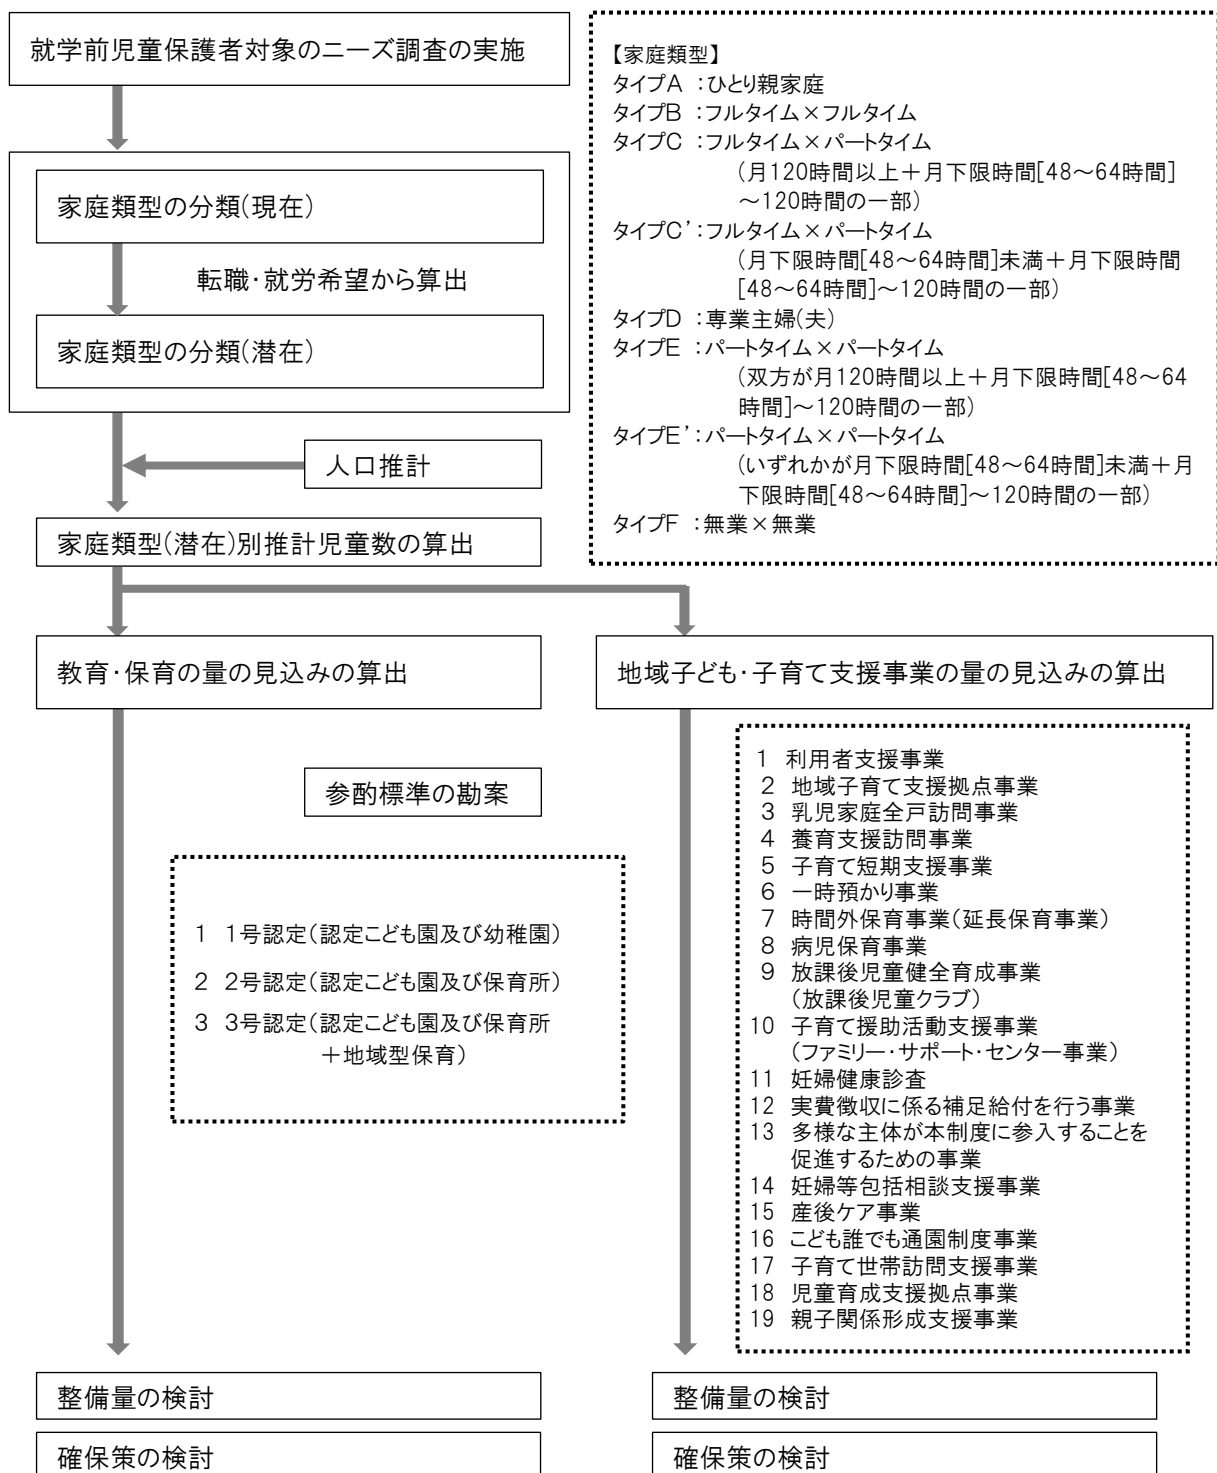 就学前児童保護者対象のニーズ調査の実施
家庭類型の分類(現在)
転職・就労希望から算出
家庭類型の分類(潜在)
人口推計
家庭類型(潜在)別推計児童数の算出
【家庭類型】
タイプA ：ひとり親家庭
タイプB ：フルタイム×フルタイム
タイプC ：フルタイム×パートタイム
(月120時間以上＋月下限時間[48～64時間]
～120時間の一部)
タイプC’：フルタイム×パートタイム
(月下限時間[48～64時間]未満＋月下限時間
[48～64時間]～120時間の一部)
タイプD ：専業主婦(夫)
タイプE ：パートタイム×パートタイム
(双方が月120時間以上＋月下限時間[48～64
時間]～120時間の一部)
タイプE’：パートタイム×パートタイム
(いずれかが月下限時間[48～64時間]未満＋月
下限時間[48～64時間]～120時間の一部)
タイプF ：無業×無業
教育・保育の量の見込みの算出
参酌標準の勘案
1 1号認定(認定こども園及び幼稚園)
2 2号認定(認定こども園及び保育所)
3 3号認定(認定こども園及び保育所
＋地域型保育)
整備量の検討
確保策の検討
地域子ども・子育て支援事業の量の見込みの算出
1 利用者支援事業
2 地域子育て支援拠点事業
3 乳児家庭全戸訪問事業
4 養育支援訪問事業
5 子育て短期支援事業
6 一時預かり事業
7 時間外保育事業(延長保育事業)
8 病児保育事業
9 放課後児童健全育成事業
(放課後児童クラブ)
10 子育て援助活動支援事業
(ファミリー・サポート・センター事業)
11 妊婦健康診査
12 実費徴収に係る補足給付を行う事業
13 多様な主体が本制度に参入することを
促進するための事業
14 妊婦等包括相談支援事業
15 産後ケア事業
16 こども誰でも通園制度事業
17 子育て世帯訪問支援事業
18 児童育成支援拠点事業
19 親子関係形成支援事業
整備量の検討
確保策の検討